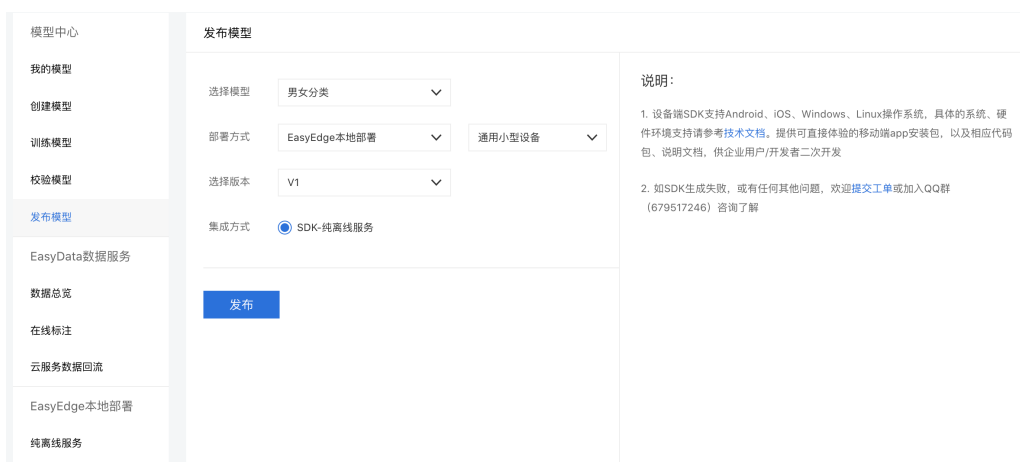 模型中心
我的模型
创建模型
训练模型
校验模型
发布模型
EasyData数据服务
数据总览
在线标注
云服务数据回流
EasyEdge本地部署
纯离线服务
发布模型
选择模型
男女分类
部署方式
EasyEdge本地部署
通用小型设备
选择版本
V1
集成方式
SDK-纯离线服务
发布
说明：
1. 设备端SDK支持Android、iOS、Windows、Linux操作系统，具体的系统、硬
件环境支持请参考技术文档。提供可直接体验的移动端app安装包，以及相应代码
包、说明文档，供企业用户/开发者二次开发
2. 如SDK生成失败，或有任何其他问题，欢迎提交工单或加入QQ群
（679517246）咨询了解